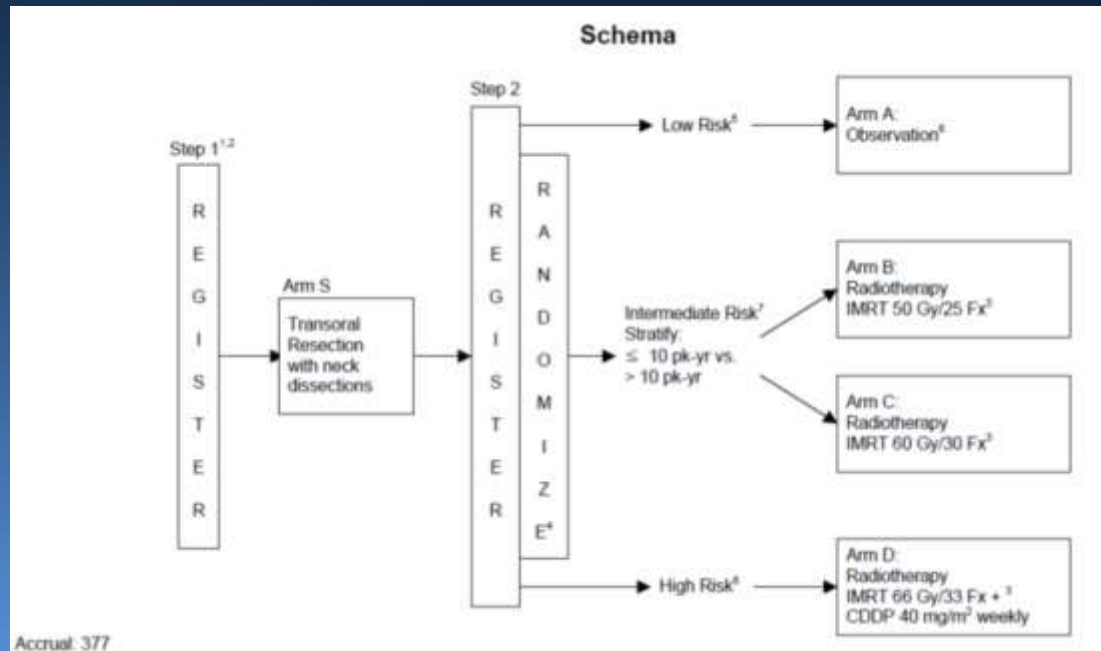 Schema
Step 1¹,²
REGISTER
Arm S
Transoral
Resection
with neck
dissections
Step 2
REGISTER
RANDOMIZE⁴
Low Risk⁵
Arm A:
Observation⁶
Intermediate Risk⁷
Stratify:
≤ 10 pk-yr vs.
> 10 pk-yr
Arm B:
Radiotherapy
IMRT 50 Gy/25 Fx³
Arm C:
Radiotherapy
IMRT 60 Gy/30 Fx³
High Risk⁸
Arm D:
Radiotherapy
IMRT 66 Gy/33 Fx + ³
CDDP 40 mg/m² weekly
Accrual: 377